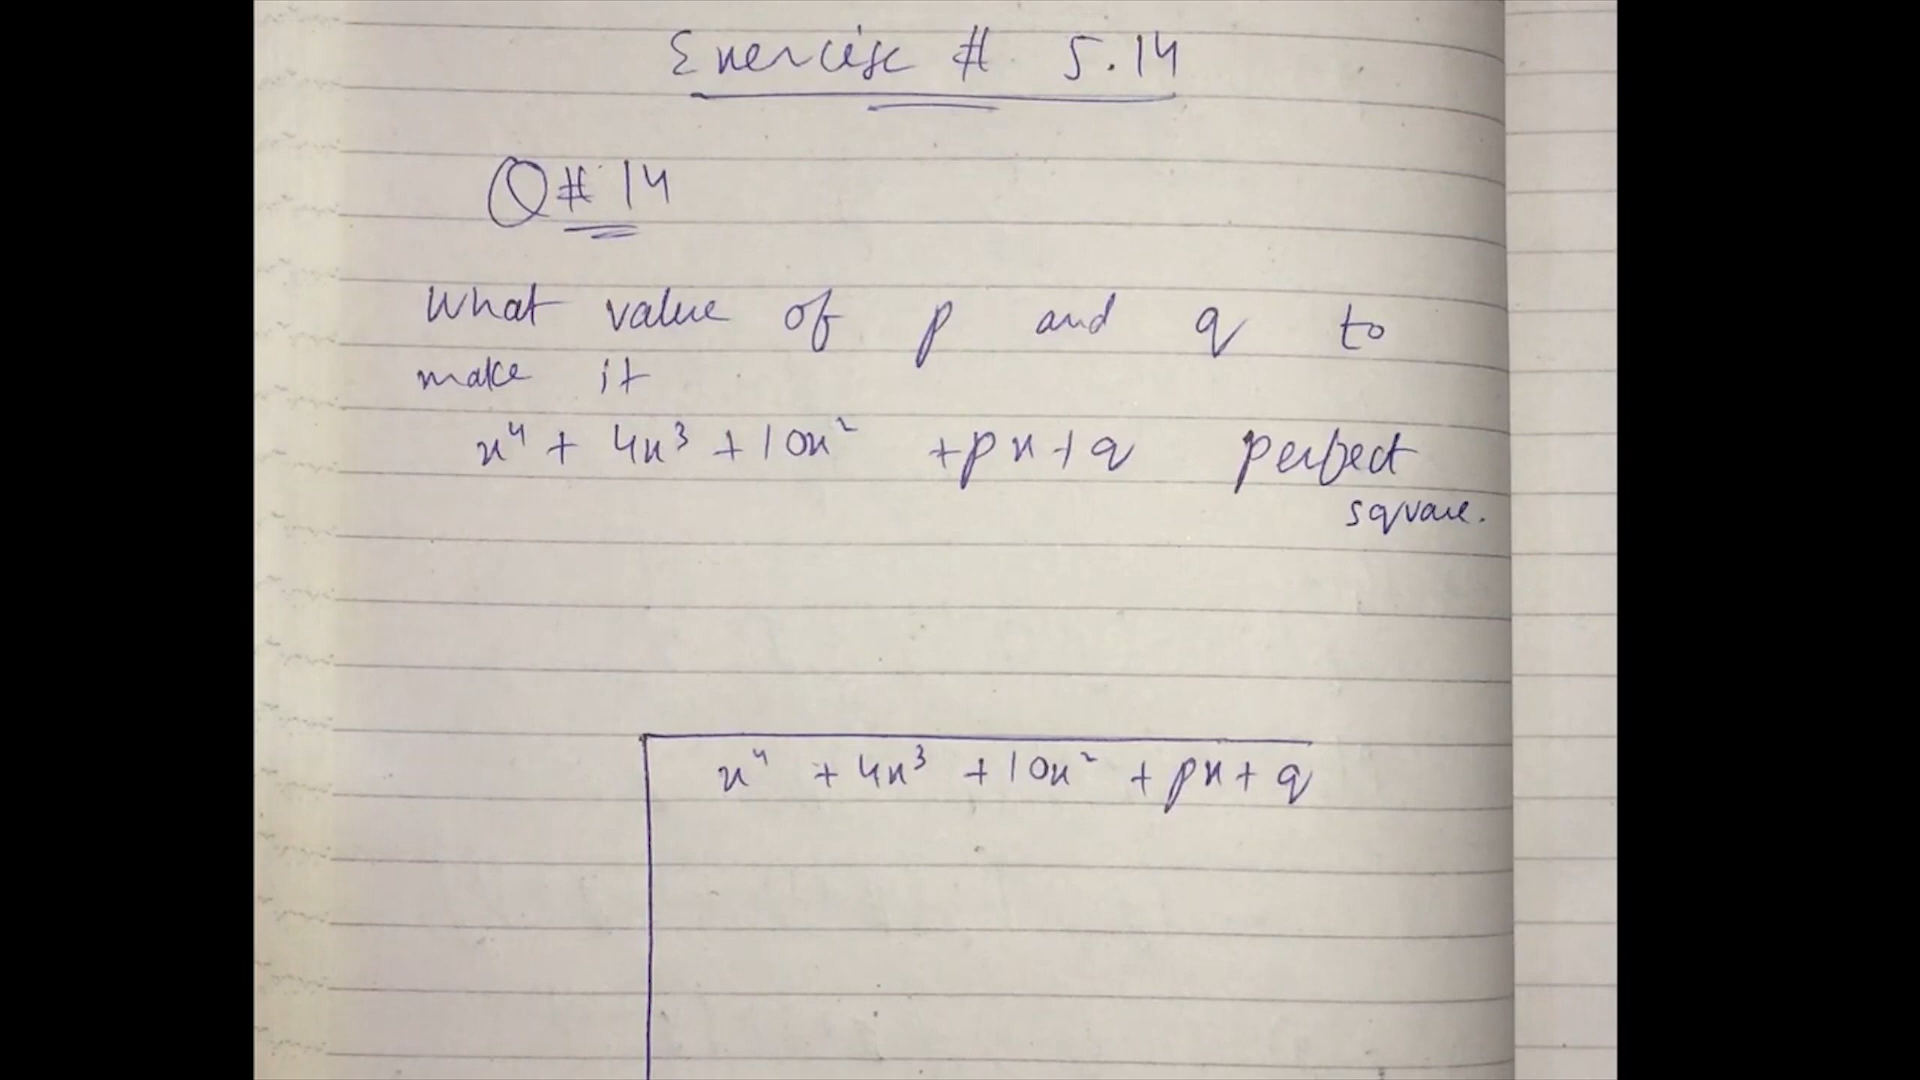 Exercise # 5.14
Q# 14
What value of p and q to
make it
x⁴ + 4x³ + 10x² + px + q perfect
square.
x⁴ + 4x³ + 10x² + px + q